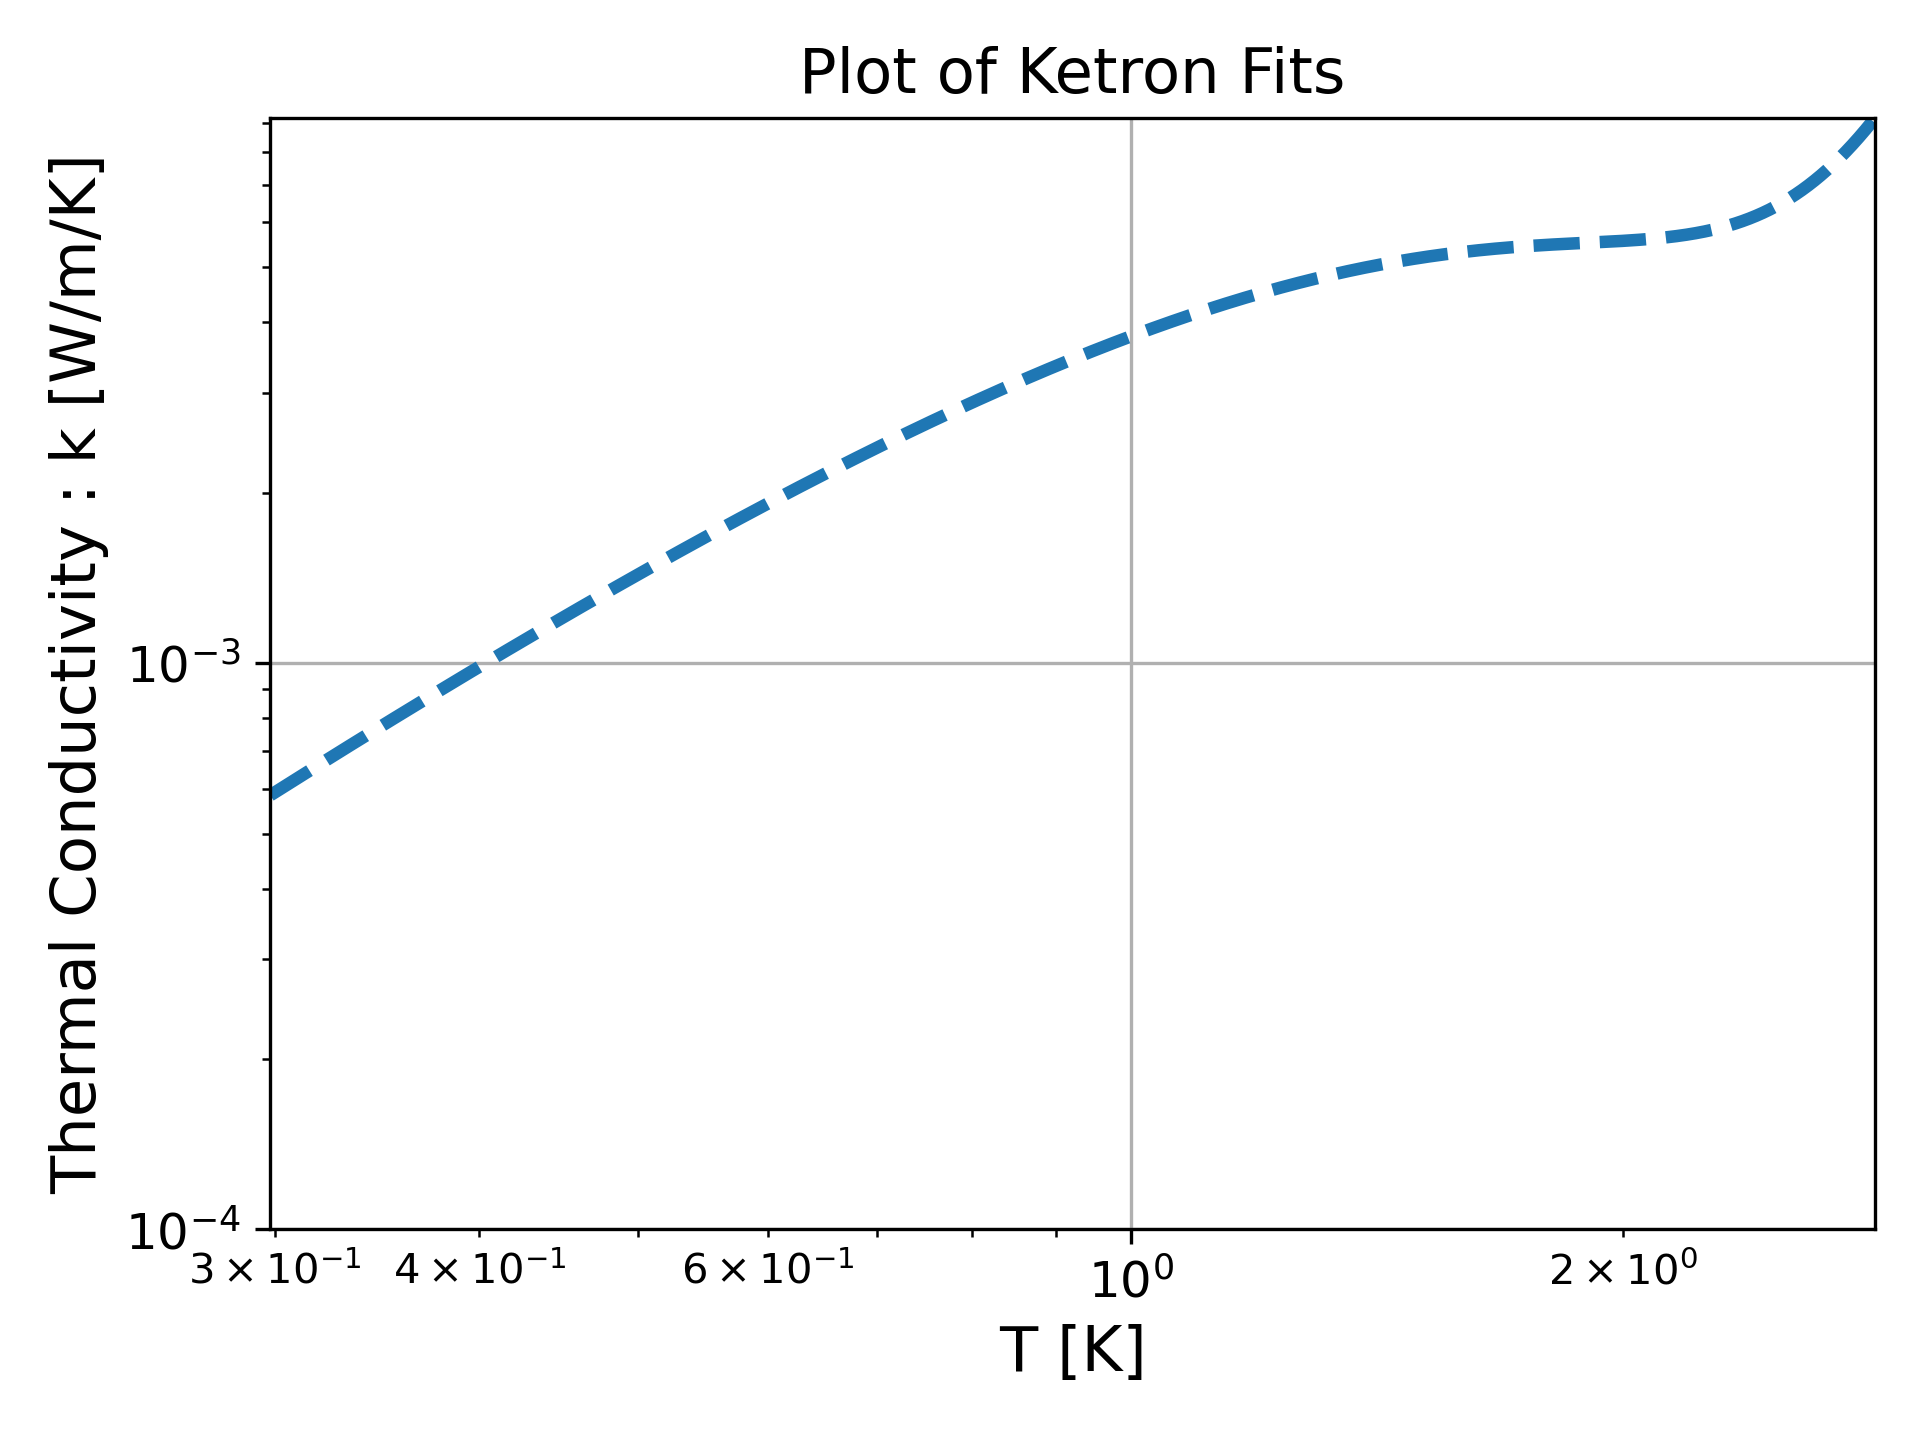 Plot of Ketron Fits
Thermal Conductivity : k [W/m/K]
10⁻³
10⁻⁴
3 × 10⁻¹
4 × 10⁻¹
6 × 10⁻¹
10⁰
2 × 10⁰
T [K]